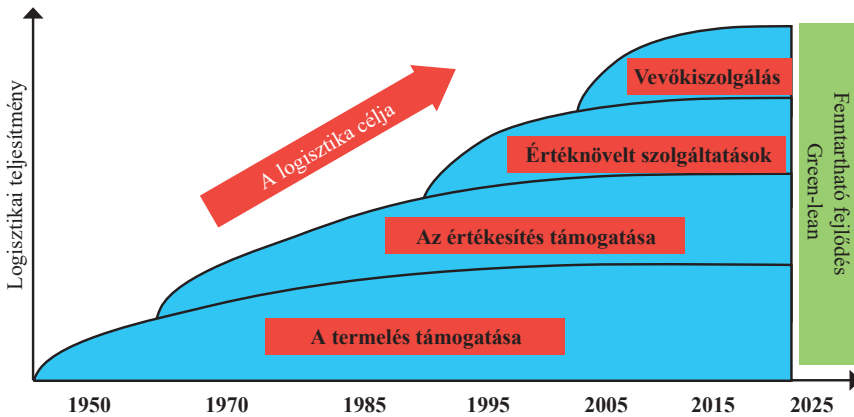 Logisztikai teljesítmény
A logisztika célja
Vevőkiszolgálás
Értéknövelt szolgáltatások
Az értékesítés támogatása
A termelés támogatása
Fenntartható fejlődés
Green-lean
1950 1970 1985 1995 2005 2015 2025